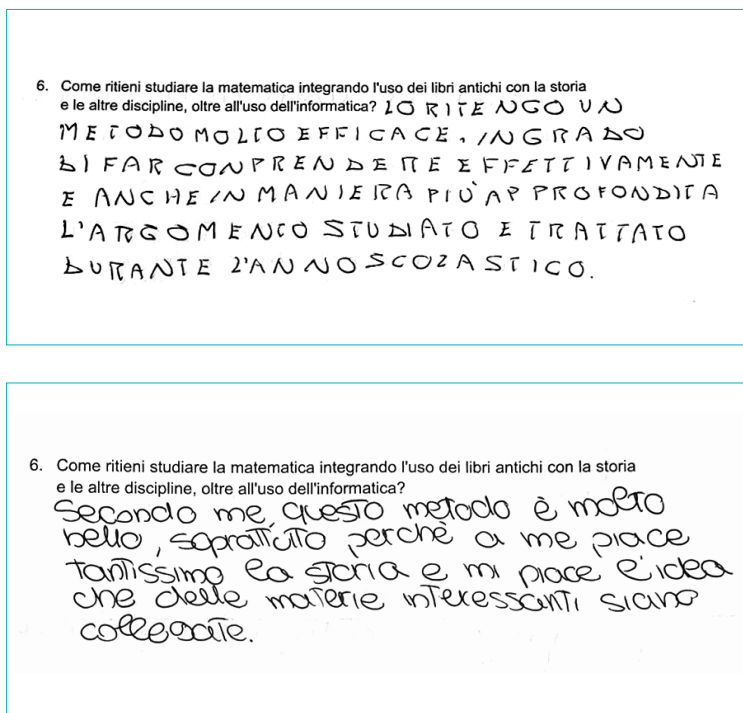 6. Come ritieni studiare la matematica integrando l'uso dei libri antichi con la storia
e le altre discipline, oltre all'uso dell'informatica? LO RITENGO UN
METODO MOLTO EFFICACE, IN GRADO
DI FAR CONPRENDERE EFFETTIVAMENTE
E ANCHE IN MANIERA PIÙ APPROFONDITA
L'ARGOMENTO STUDIATO E TRATTATO
DURANTE L'ANNO SCOLASTICO.
6. Come ritieni studiare la matematica integrando l'uso dei libri antichi con la storia
e le altre discipline, oltre all'uso dell'informatica?
Secondo me, questo metodo è molto
bello, soprattutto perchè a me piace
tantissimo la storia e mi piace l'idea
che delle materie interessanti siano
collegate.